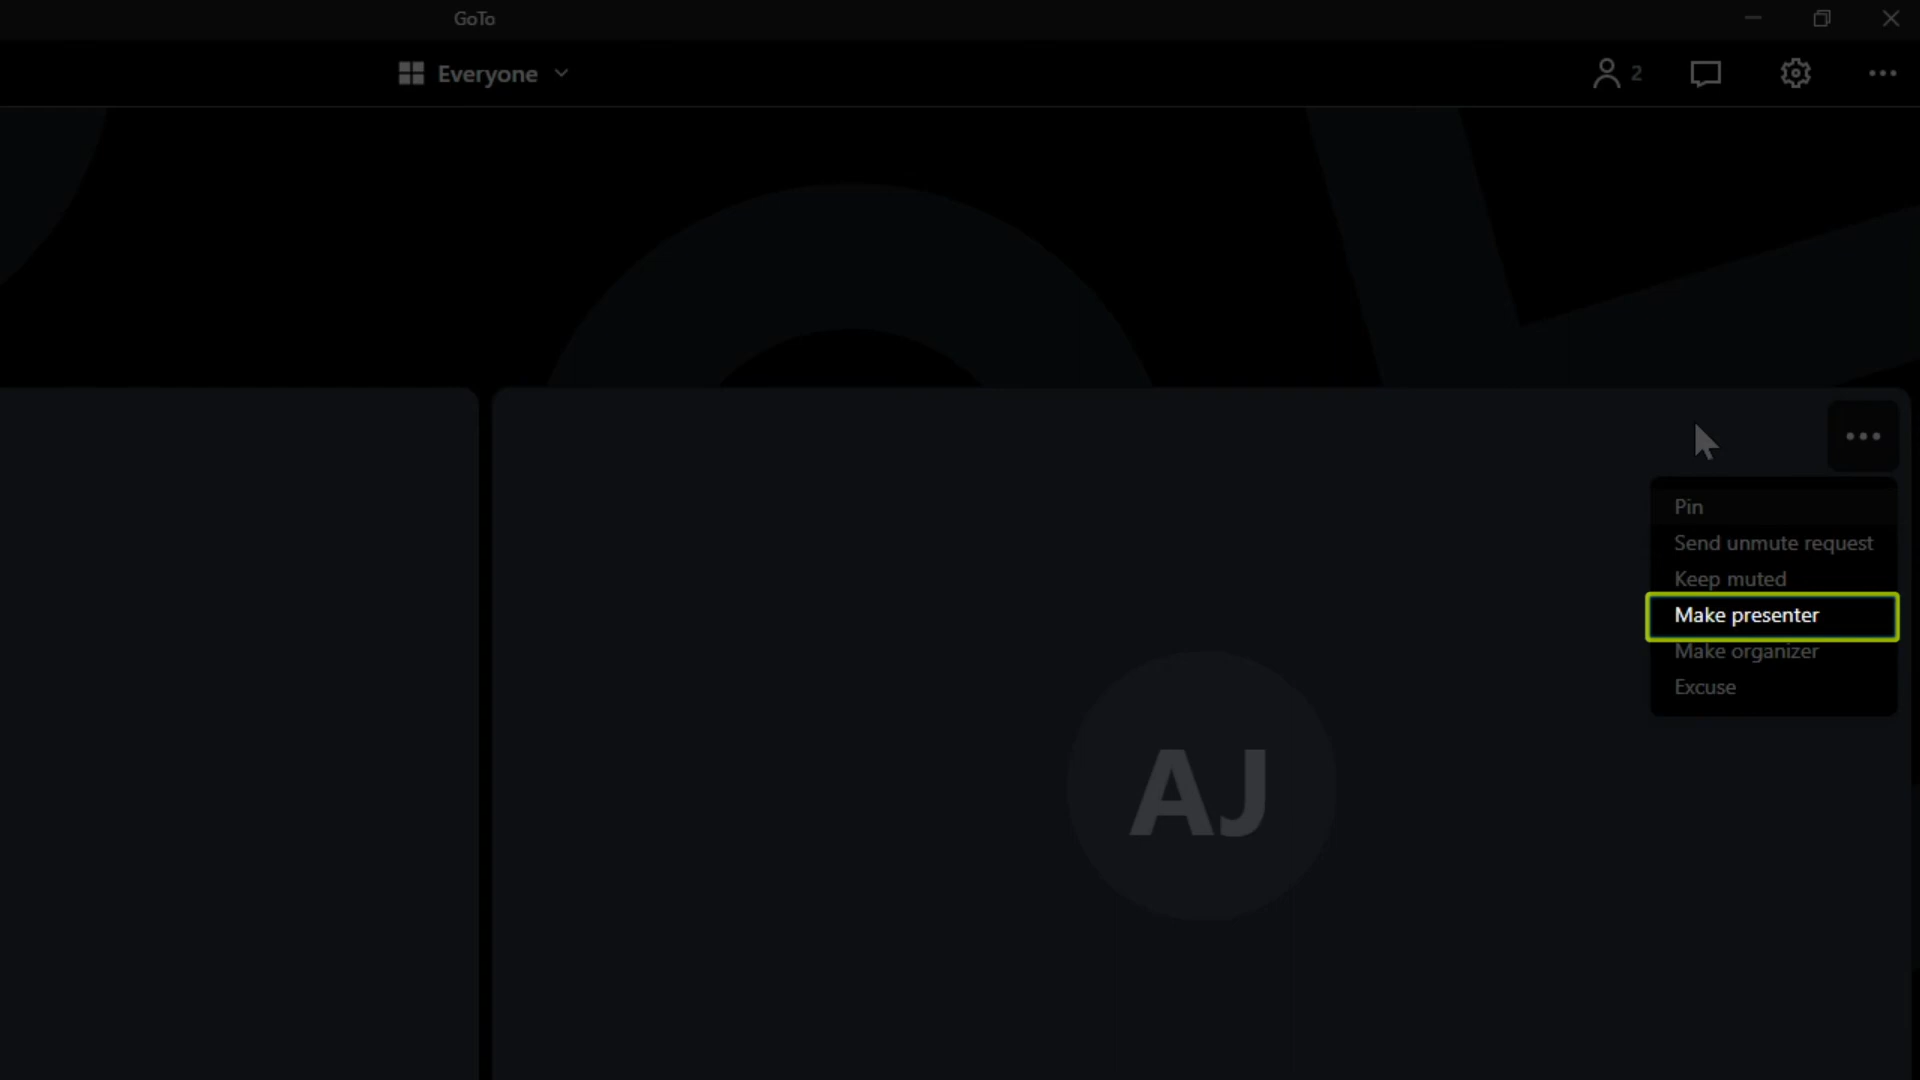 GoTo
Everyone
2
Pin
Send unmute request
Keep muted
Make presenter
Make organizer
Excuse
AJ